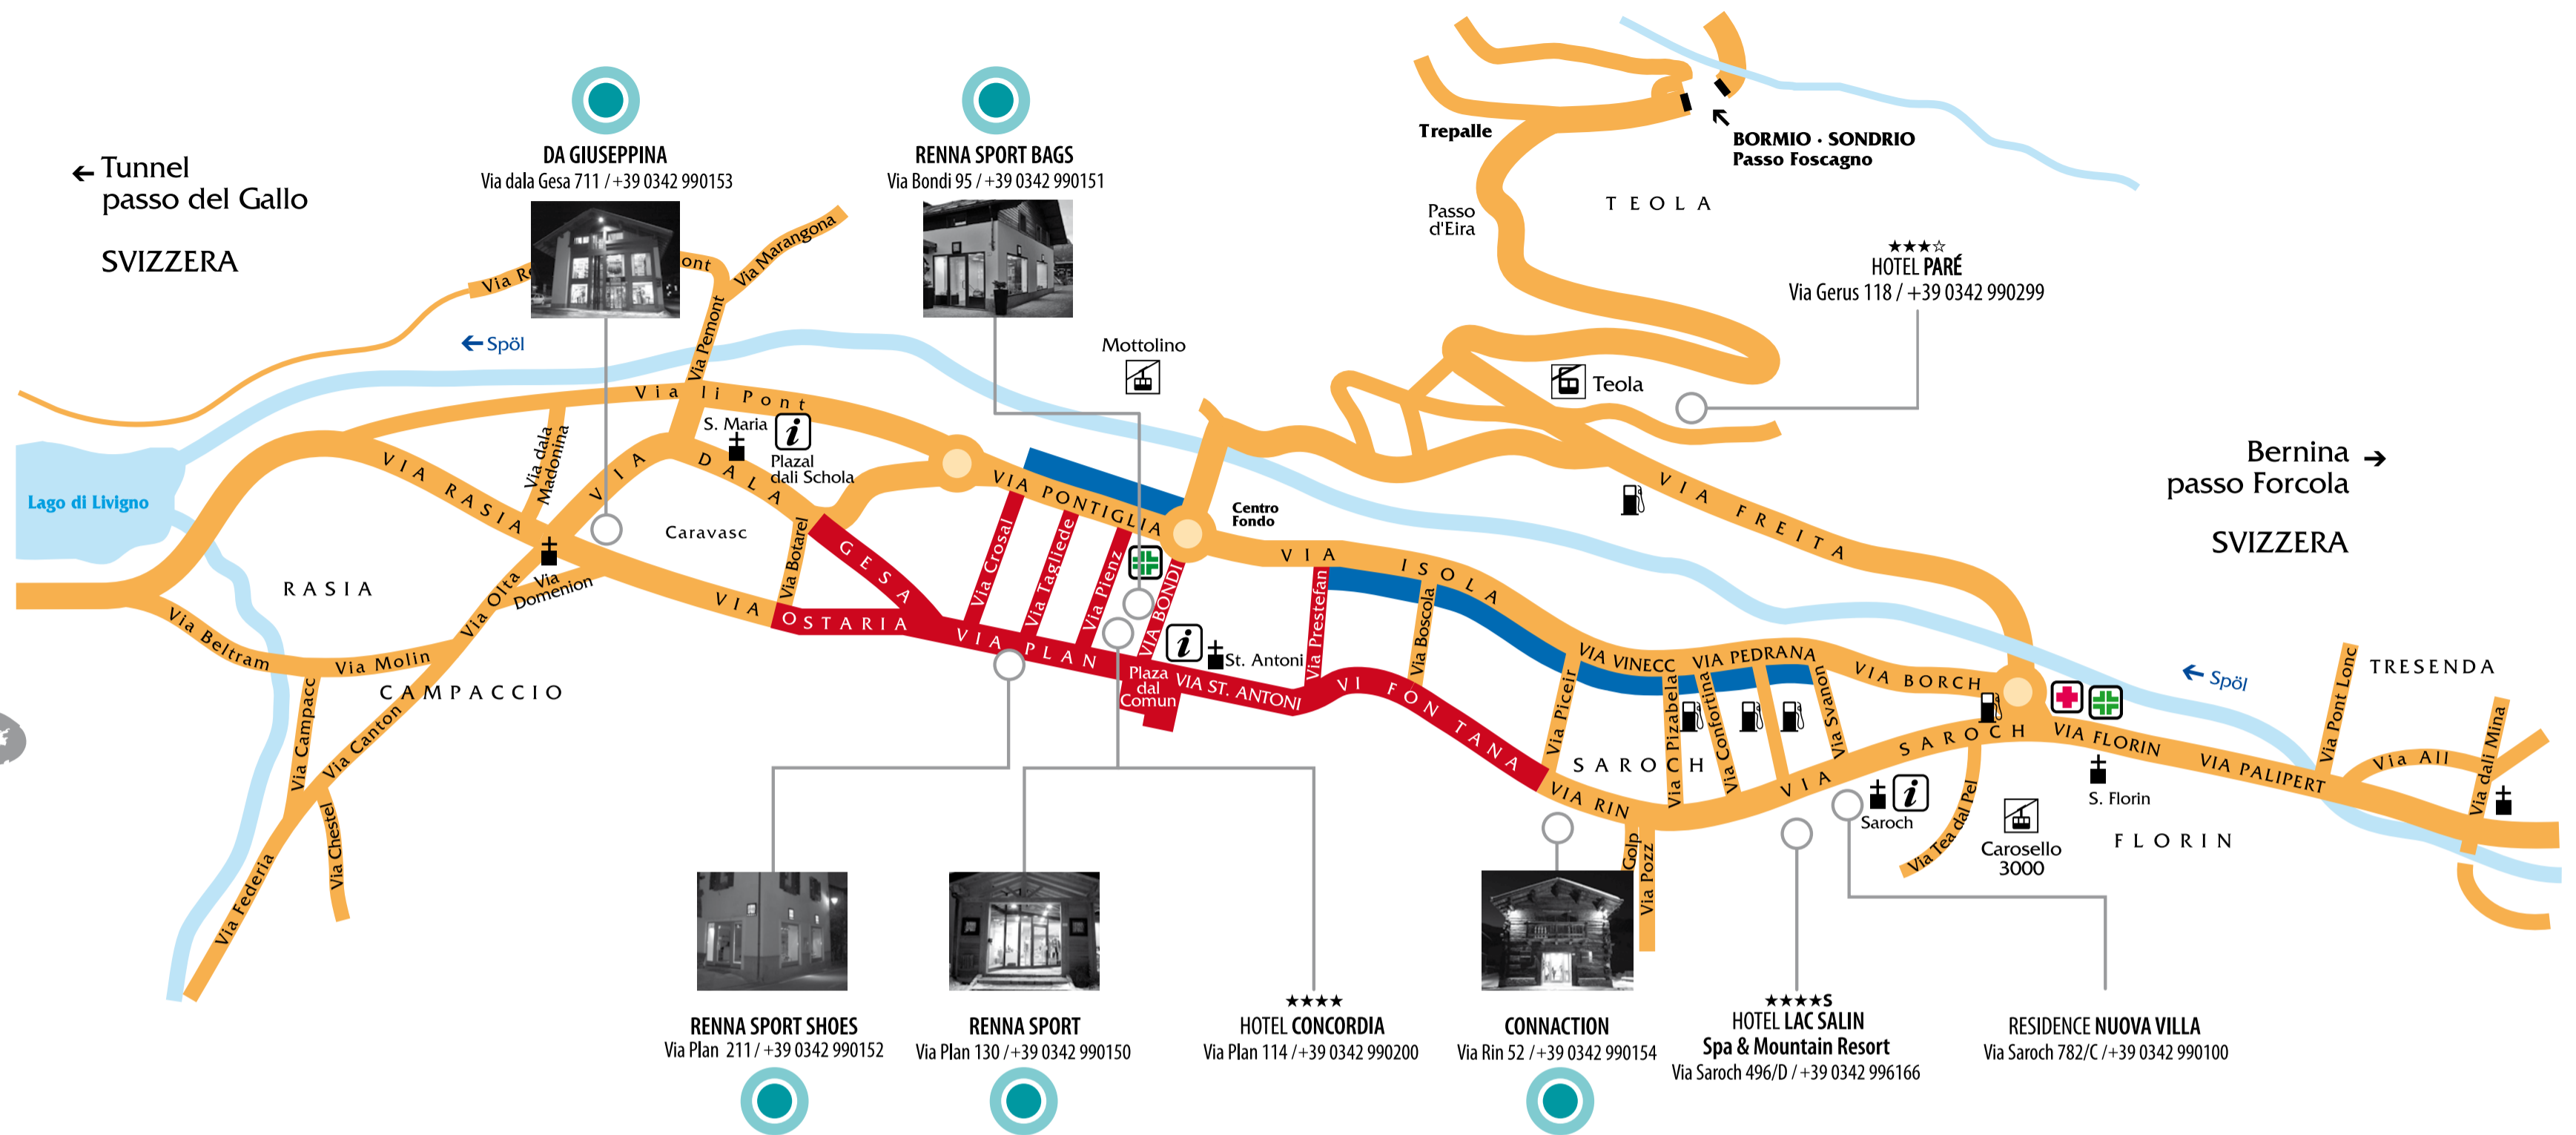 ← Tunnel
passo del Gallo
SVIZZERA
DA GIUSEPPINA
Via dala Gesa 711 / +39 0342 990153
RENNA SPORT BAGS
Via Bondi 95 / +39 0342 990151
Trepalle
BORMIO · SONDRIO
Passo Foscagno
TEOLA
Passo
d'Eira
★★★☆
HOTEL PARÉ
Via Gerus 118 / +39 0342 990299
Via Marangona
Via Pemont
ont
← Spöl
Mottolino
Teola
Via li Pont
S. Maria
i
Plazal
dali Schola
Via dala
Madonina
VIA RASIA
VIA DALA
GESA
Lago di Livigno
RASIA
Caravasc
Via Botarel
VIA PONTIGLIA
Centro
Fondo
Via Crosal
Via Tagliede
Via Pienz
VIA BONDI
VIA ISOLA
Via Prestefan
Via Boscola
VIA FREITA
Bernina →
passo Forcola
SVIZZERA
Via
Domenion
Via Olta
VIA
OSTARIA
VIA PLAN
Plaza
dal
Comun
i
St. Antoni
VIA ST. ANTONI
VI FONTANA
Via Beltram
Via Molin
CAMPACCIO
Via Campacc
Via Canton
Via Chestel
Via Federia
VIA VINECC
VIA PEDRANA
VIA BORCH
Via Piceir
Via Pizabelac
Via Confortina
Via Svanon
SAROCH
VIA RIN
VIA SAROCH
Golp
Via Pozz
Saroch
i
Via Tea dal Pel
Carosello
3000
VIA FLORIN
S. Florin
FLORIN
VIA PALIPERT
← Spöl
Via Pont Lonc
TRESENDA
Via All
Via dali Mina
RENNA SPORT SHOES
Via Plan 211 / +39 0342 990152
RENNA SPORT
Via Plan 130 / +39 0342 990150
★★★★
HOTEL CONCORDIA
Via Plan 114 / +39 0342 990200
CONNACTION
Via Rin 52 / +39 0342 990154
★★★★S
HOTEL LAC SALIN
Spa & Mountain Resort
Via Saroch 496/D / +39 0342 996166
RESIDENCE NUOVA VILLA
Via Saroch 782/C / +39 0342 990100